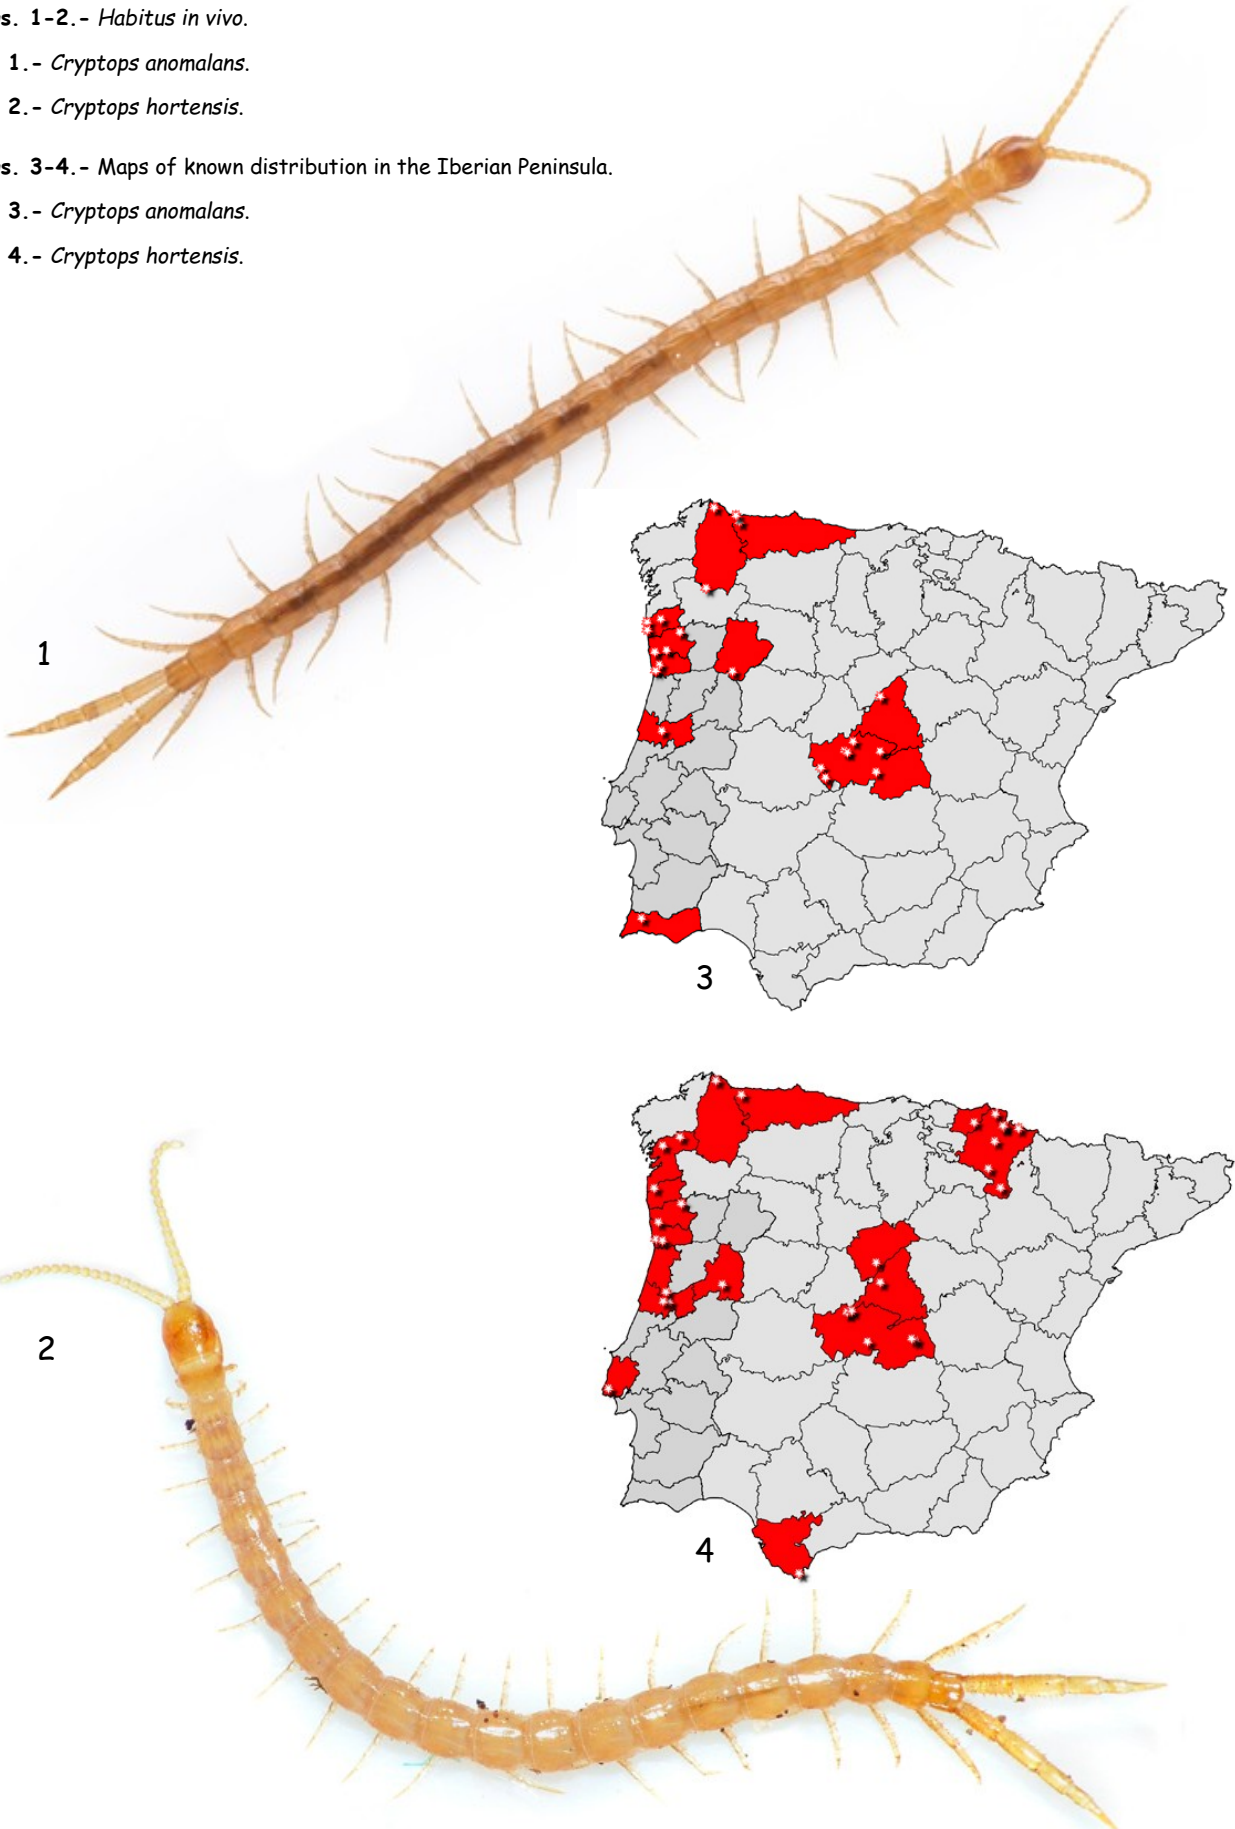 s. 1-2.- Habitus in vivo.
1.- Cryptops anomalans.
2.- Cryptops hortensis.
s. 3-4.- Maps of known distribution in the Iberian Peninsula.
3.- Cryptops anomalans.
4.- Cryptops hortensis.
1
3
2
4